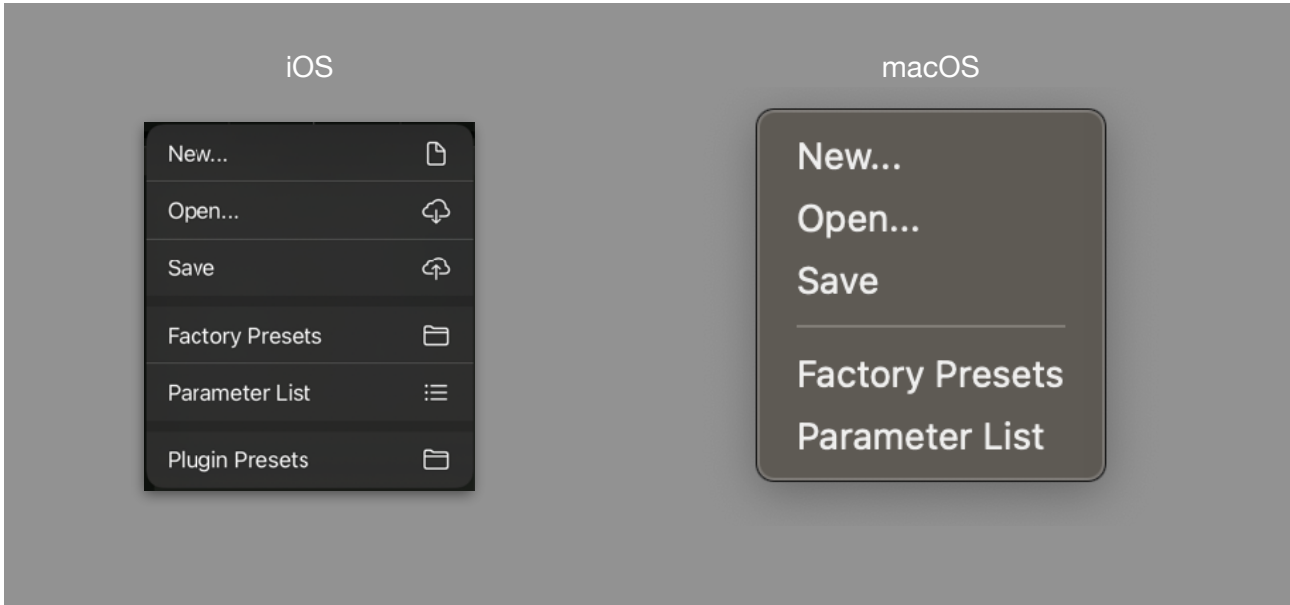 iOS
New...
Open...
Save
Factory Presets
Parameter List
Plugin Presets
macOS
New...
Open...
Save
Factory Presets
Parameter List